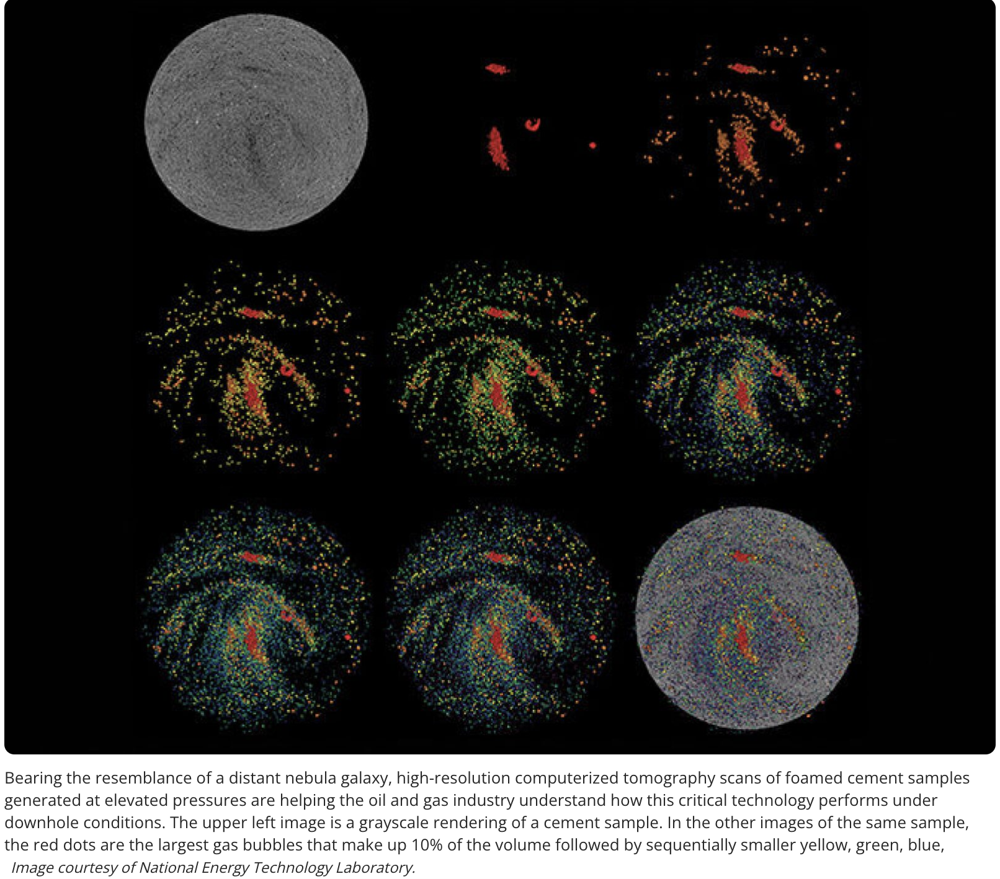 Bearing the resemblance of a distant nebula galaxy, high-resolution computerized tomography scans of foamed cement samples
generated at elevated pressures are helping the oil and gas industry understand how this critical technology performs under
downhole conditions. The upper left image is a grayscale rendering of a cement sample. In the other images of the same sample,
the red dots are the largest gas bubbles that make up 10% of the volume followed by sequentially smaller yellow, green, blue,
Image courtesy of National Energy Technology Laboratory.